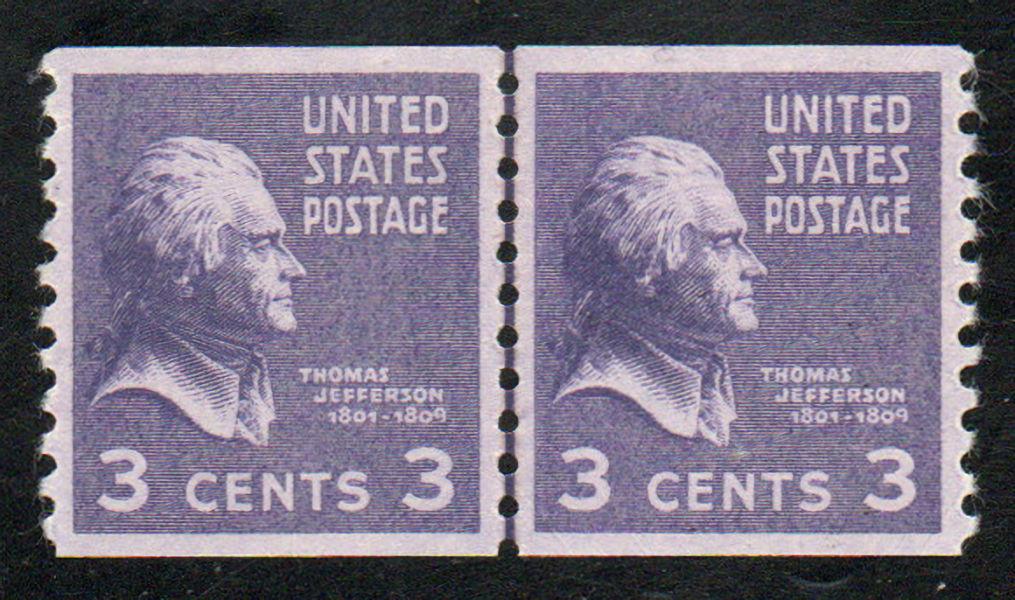 UNITED
STATES
POSTAGE
THOMAS
JEFFERSON
1801-1809
3 CENTS 3
UNITED
STATES
POSTAGE
THOMAS
JEFFERSON
1801-1809
3 CENTS 3